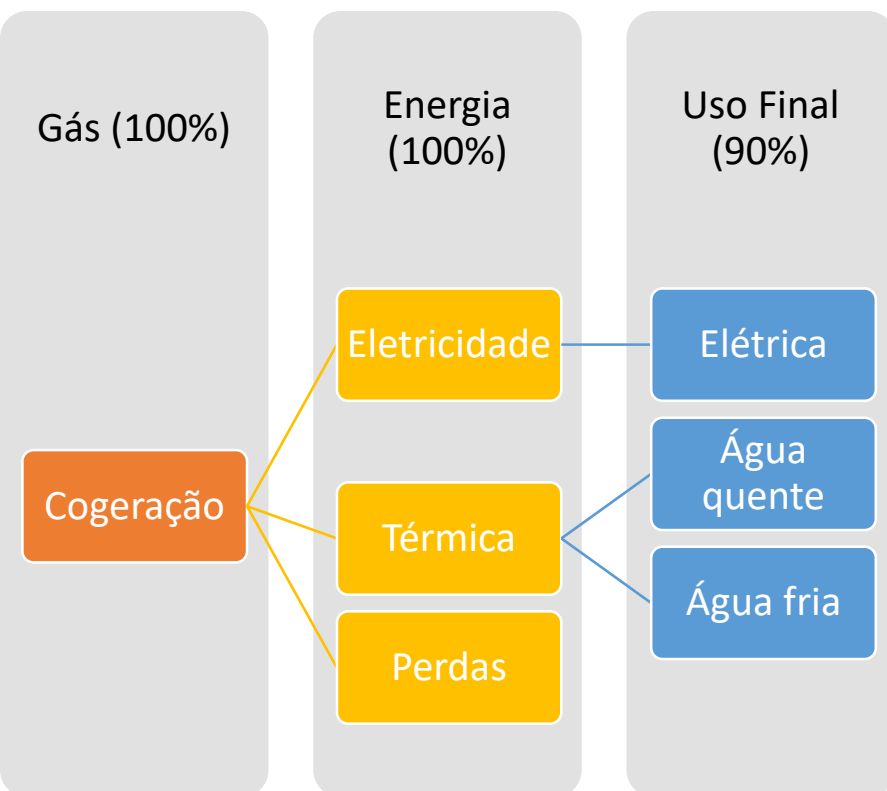 Gás (100%)
Energia
(100%)
Uso Final
(90%)
Cogeração
Eletricidade
Térmica
Perdas
Elétrica
Água
quente
Água fria